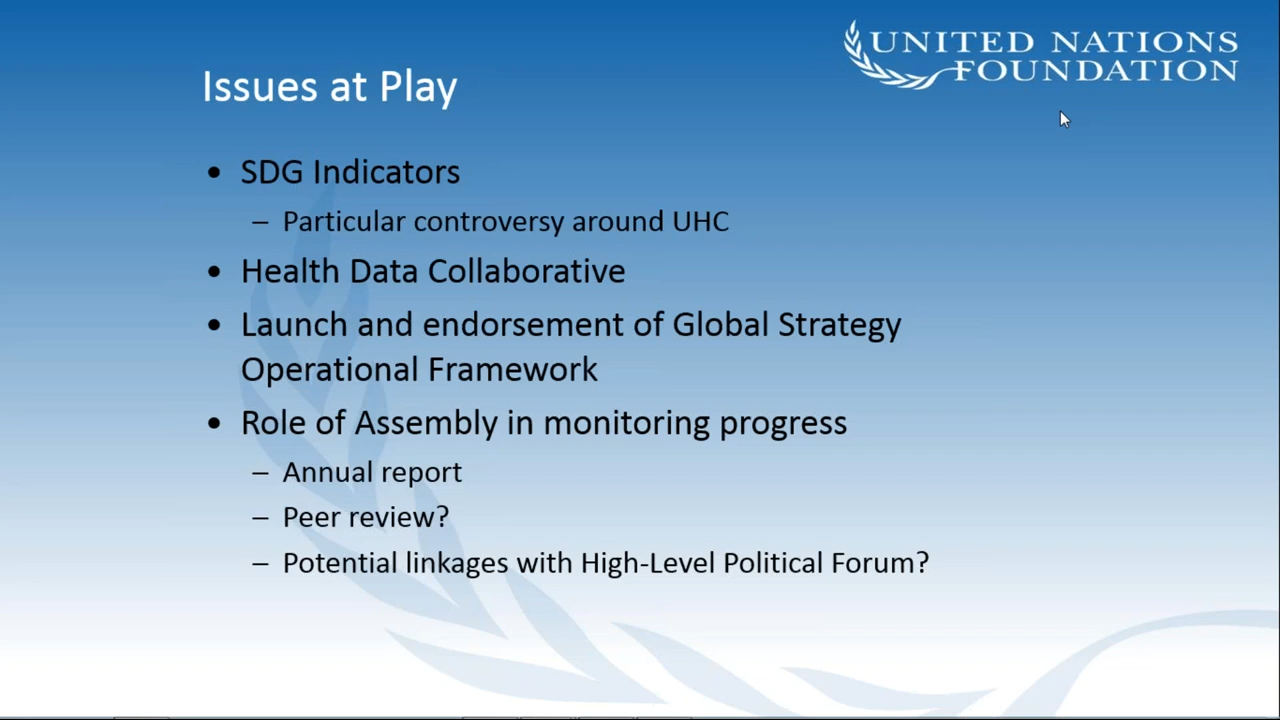 UNITED NATIONS
FOUNDATION
Issues at Play
• SDG Indicators
– Particular controversy around UHC
• Health Data Collaborative
• Launch and endorsement of Global Strategy
Operational Framework
• Role of Assembly in monitoring progress
– Annual report
– Peer review?
– Potential linkages with High-Level Political Forum?